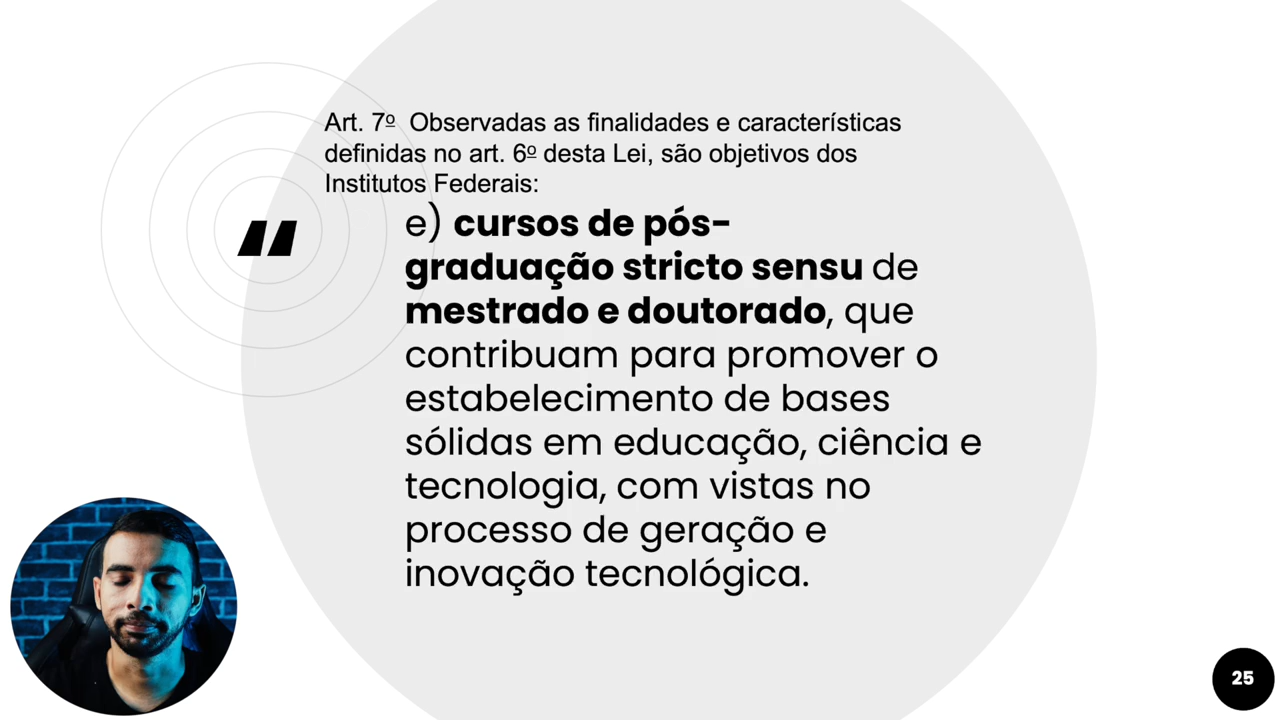 Art. 7º  Observadas as finalidades e características
definidas no art. 6º desta Lei, são objetivos dos
Institutos Federais:
“
e) cursos de pós-
graduação stricto sensu de
mestrado e doutorado, que
contribuam para promover o
estabelecimento de bases
sólidas em educação, ciência e
tecnologia, com vistas no
processo de geração e
inovação tecnológica.
25